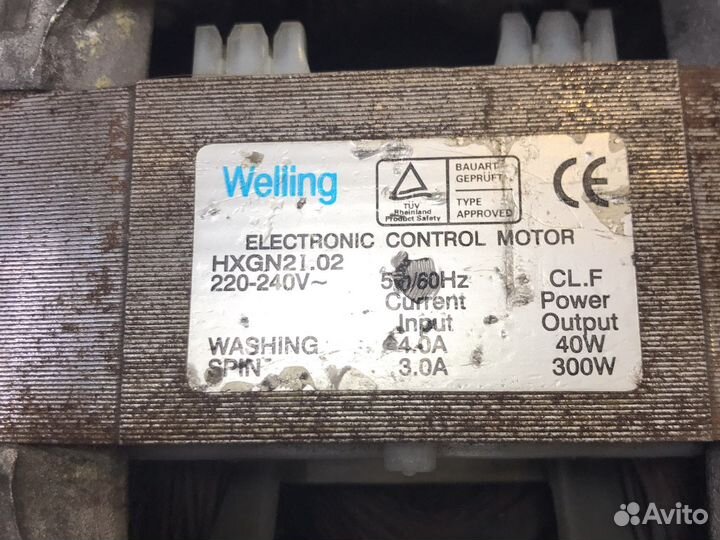 Welling
TÜV
Rheinland
Product Safety
BAUART
GEPRÜFT
TYPE
APPROVED
CE
ELECTRONIC CONTROL MOTOR
HXGN2I.02
220-240V~ 50/60Hz CL.F
Current Power
Input Output
WASHING 4.0A 40W
SPIN 3.0A 300W
Avito